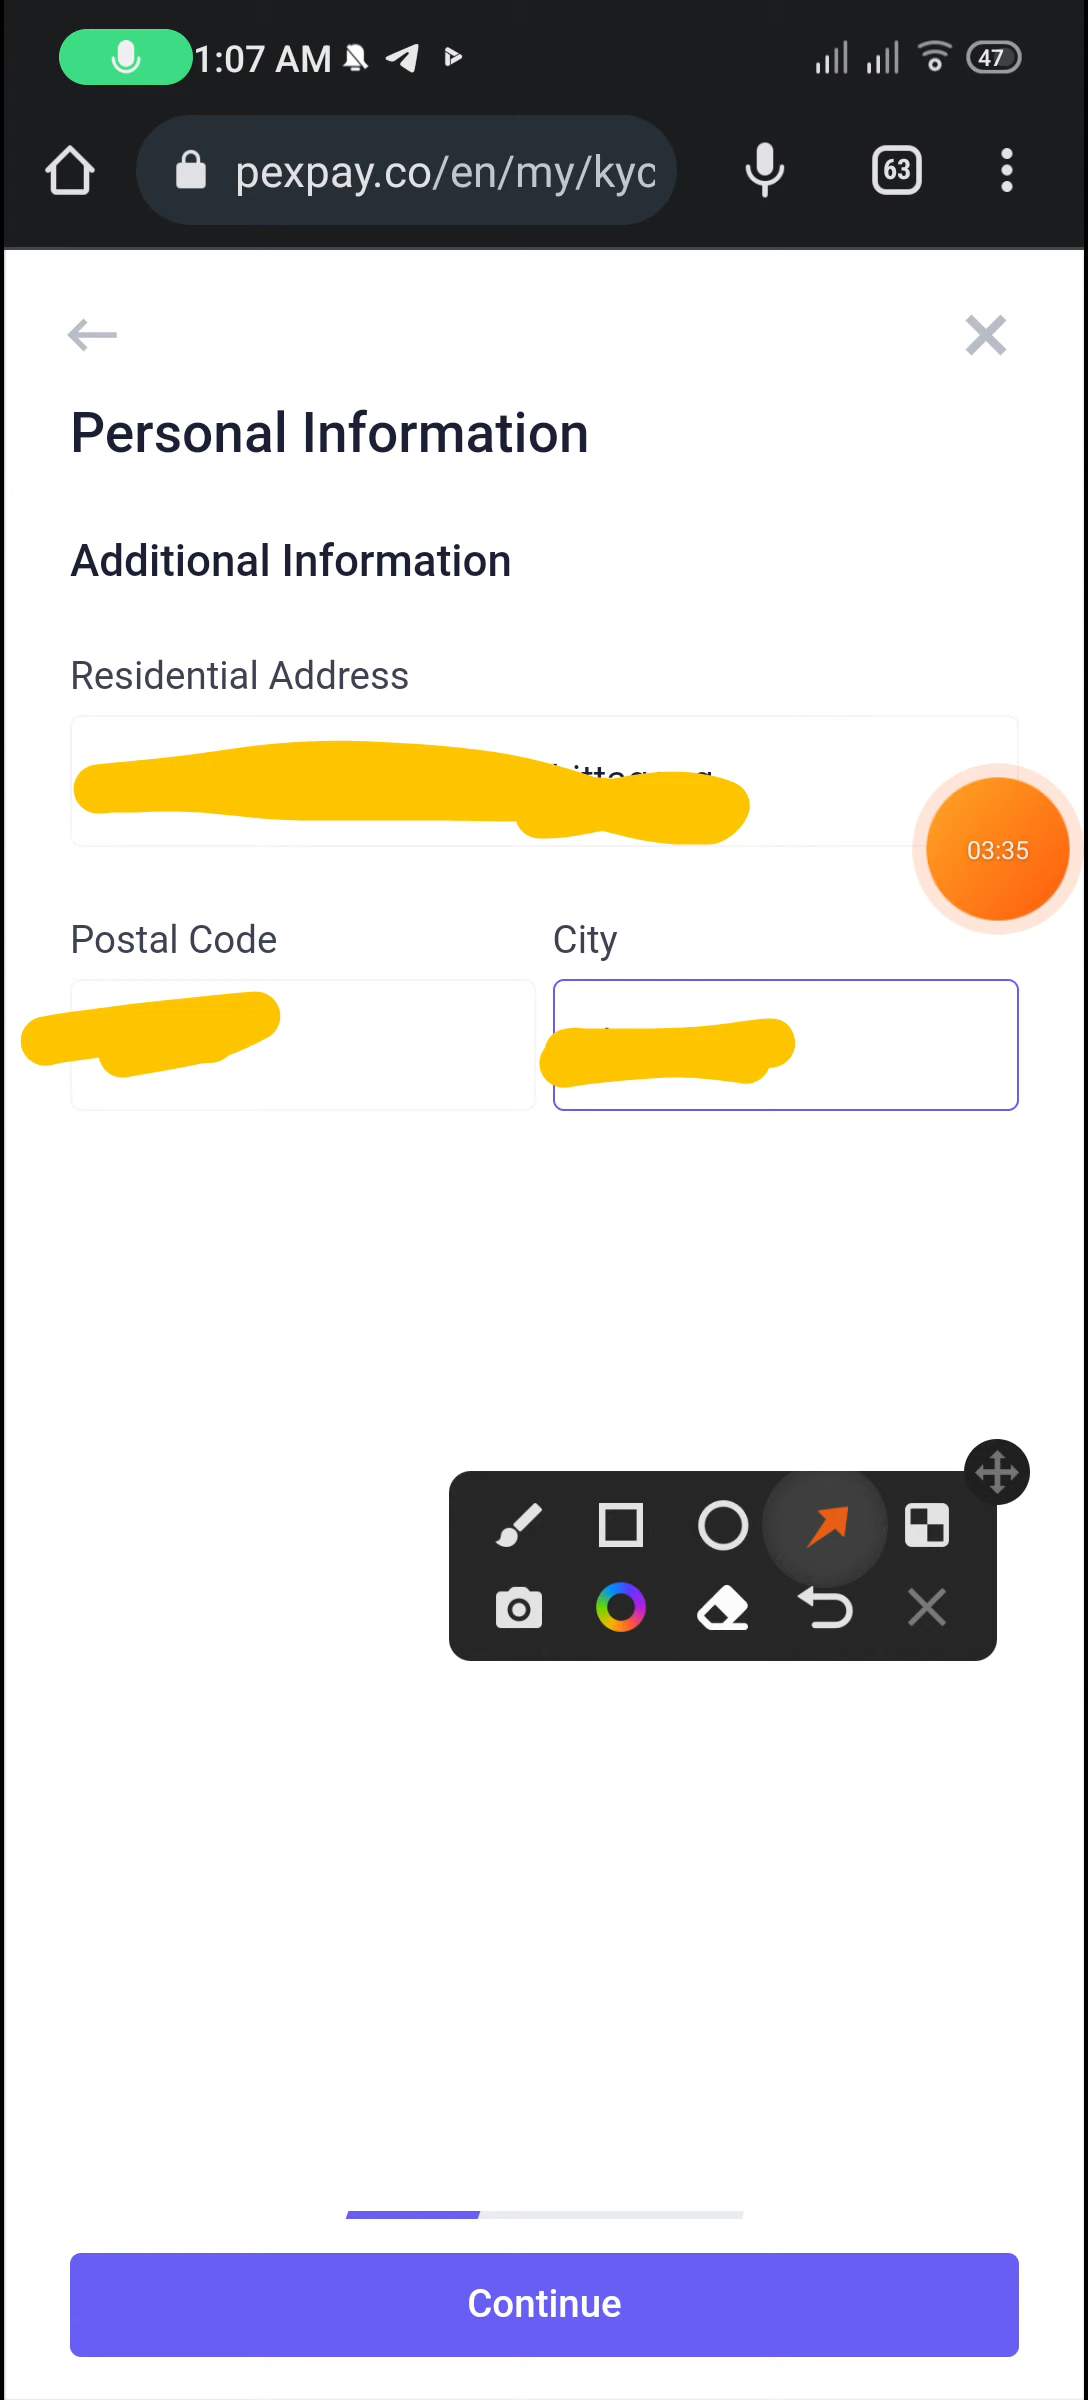 1:07 AM
47
pexpay.co/en/my/kyc
63
Personal Information
Additional Information
Residential Address
03:35
Postal Code
City
Continue